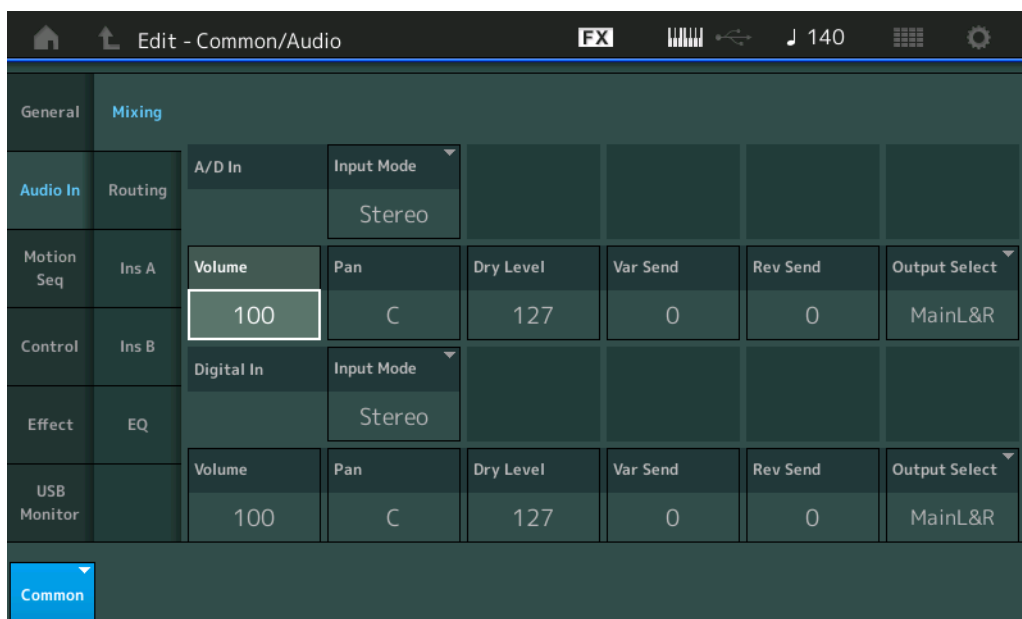 Edit - Common/Audio
FX
140
General
Mixing
A/D In
Input Mode
Audio In
Routing
Stereo
Motion
Seq
Ins A
Volume
Pan
Dry Level
Var Send
Rev Send
Output Select
100
C
127
0
0
MainL&R
Control
Ins B
Digital In
Input Mode
Stereo
Effect
EQ
Volume
Pan
Dry Level
Var Send
Rev Send
Output Select
USB
Monitor
100
C
127
0
0
MainL&R
Common